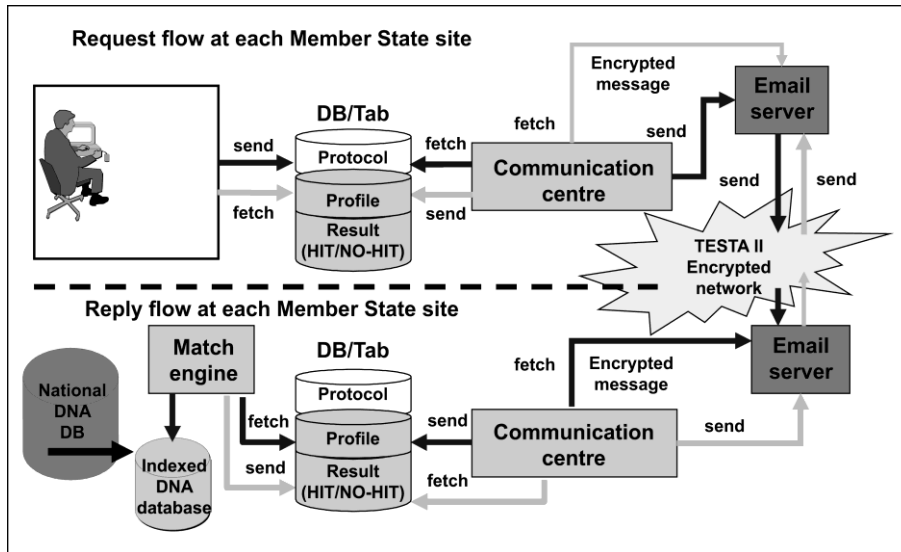 Request flow at each Member State site
Encrypted
message
Email
server
DB/Tab
fetch
send
send
Protocol
fetch
Communication
centre
send
send
fetch
Profile
send
Result
(HIT/NO-HIT)
TESTA II
Encrypted
network
Reply flow at each Member State site
Match
engine
DB/Tab
fetch
Encrypted
message
Email
server
National
DNA
DB
Protocol
fetch
send
Profile
Communication
centre
send
Indexed
DNA
database
send
Result
(HIT/NO-HIT)
fetch